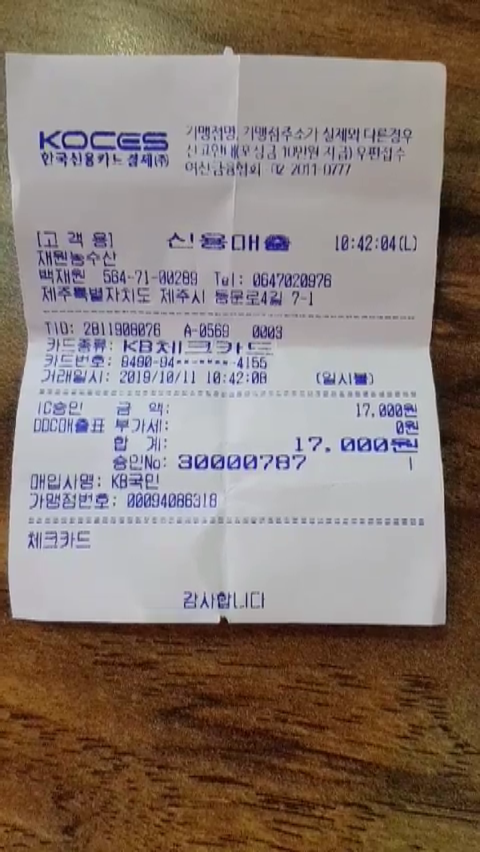 KOCES
한국신용카드결제(주)
가맹점명, 가맹점주소가 실제와 다른경우
신고안내(포상금 10만원 지급) 우편접수
여신금융협회 02-2011-0777
[고 객 용] 신용매출 10:42:04(L)
재원농수산
백재원 564-71-00289 Tel: 0647020976
제주특별자치도 제주시 동문로4길 7-1
TID: 2811908076 A-0569 0003
카드종류: KB체크카드
카드번호: 9490-94**-****-4155
거래일시: 2019/10/11 10:42:08 (일시불)
IC승인 금 액: 17,000원
DDC매출표 부가세: 0원
합 계: 17,000원
승인No: 30000787 1
매입사명: KB국민
가맹점번호: 00094086318
체크카드
감사합니다